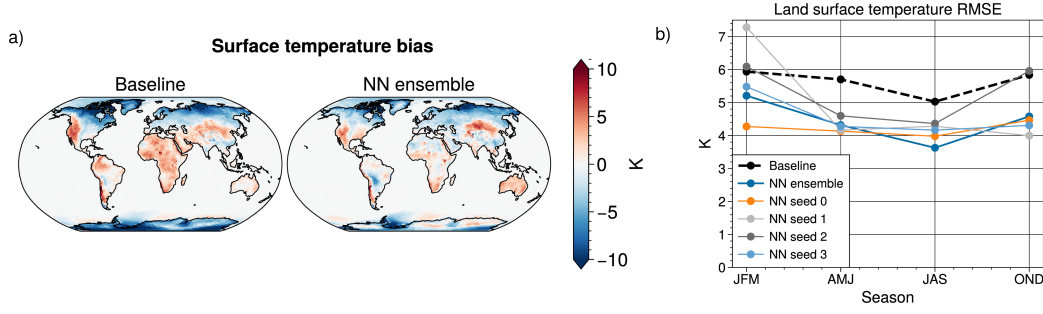 a)
Surface temperature bias
Baseline
NN ensemble
10
5
0
−5
−10
K
b)
Land surface temperature RMSE
7
6
5
4
3
2
1
0
K
Baseline
NN ensemble
NN seed 0
NN seed 1
NN seed 2
NN seed 3
JFM
AMJ
JAS
OND
Season